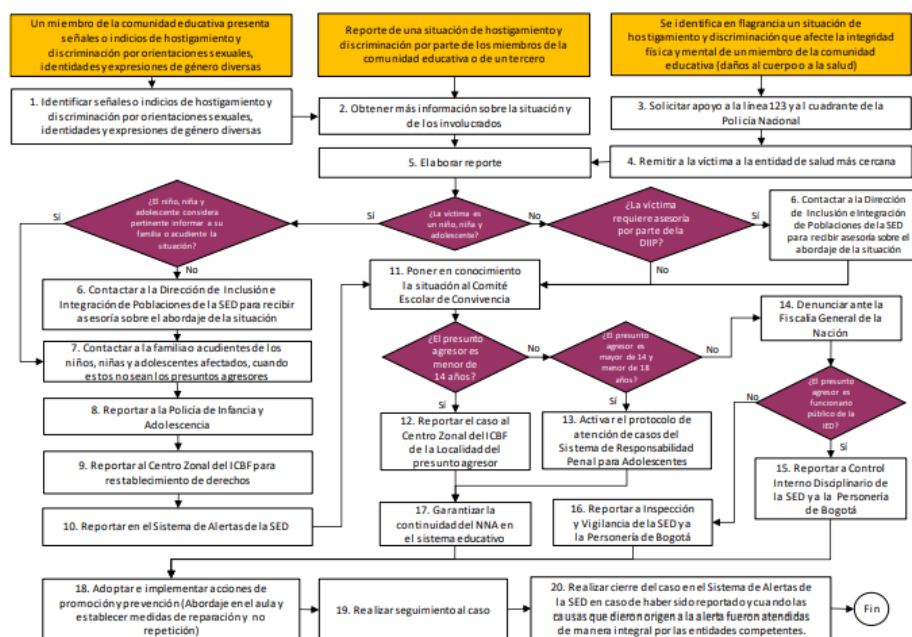 Un miembro de la comunidad educativa presenta
señales o indicios de hostigamiento y
discriminación por orientaciones sexuales,
identidades y expresiones de género diversas
Reporte de una situación de hostigamiento y
discriminación por parte de los miembros de la
comunidad educativa o de un tercero
Se identifica en flagrancia un situación de
hostigamiento y discriminación que afecte la integridad
física y mental de un miembro de la comunidad
educativa (daños al cuerpo o a la salud)
1. Identificar señales o indicios de hostigamiento y
discriminación por orientaciones sexuales,
identidades y expresiones de género diversas
2. Obtener más información sobre la situación y
de los involucrados
3. Solicitar apoyo a la línea 123 y al cuadrante de la
Policía Nacional
5. Elaborar reporte
4. Remitir a la víctima a la entidad de salud más cercana
¿El niño, niña y
adolescente considera
pertinente informar a su
familia o acudiente la
situación?
Sí
No
Sí
¿La víctima es
un niño, niña y
adolescente?
No
¿La víctima
requiere asesoría
por parte de la
DIIP?
Sí
No
6. Contactar a la Dirección
de Inclusión e Integración
de Poblaciones de la SED
para recibir asesoría sobre el
abordaje de la situación
6. Contactar a la Dirección de Inclusión e
Integración de Poblaciones de la SED para recibir
asesoría sobre el abordaje de la situación
11. Poner en conocimiento
la situación al Comité
Escolar de Convivencia
14. Denunciar ante la
Fiscalía General de la
Nación
7. Contactar a la familia o acudientes de los
niños, niñas y adolescentes afectados, cuando
estos no sean los presuntos agresores
¿El presunto
agresor es
menor de
14 años?
No
Sí
¿El presunto
agresor es
mayor de 14 y
menor de 18
años?
No
Sí
¿El presunto
agresor es
funcionario
público de la
IED?
No
Sí
8. Reportar a la Policía de Infancia y
Adolescencia
12. Reportar el caso al
Centro Zonal del ICBF
de la Localidad del
presunto agresor
13. Activar el protocolo de
atención de casos del
Sistema de Responsabilidad
Penal para Adolescentes
9. Reportar al Centro Zonal del ICBF para
restablecimiento de derechos
15. Reportar a Control
Interno Disciplinario de
la SED y a la Personería
de Bogotá
10. Reportar en el Sistema de Alertas de la SED
17. Garantizar la
continuidad del NNA en
el sistema educativo
16. Reportar a Inspección
y Vigilancia de la SED y a
la Personería de Bogotá
18. Adoptar e implementar acciones de
promoción y prevención (Abordaje en el aula y
establecer medidas de reparación y no
repetición)
19. Realizar seguimiento al caso
20. Realizar cierre del caso en el Sistema de Alertas de
la SED en caso de haber sido reportado y cuando las
causas que dieron origen a la alerta fueron atendidas
de manera integral por las entidades competentes.
Fin